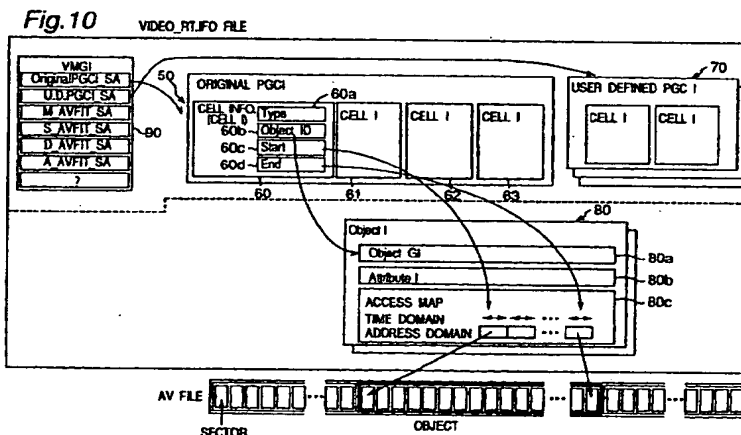 Fig.10
VIDEO_RT.IFO FILE
VMGI
OriginalPGCI_SA
U.D.PGCI_SA
M_AVFIT_SA
S_AVFIT_SA
D_AVFIT_SA
A_AVFIT_SA
?
90
50
ORIGINAL PGCI
CELL INFO.
(CELL I)
60a
Type
60b
Object ID
60c
Start
60d
End
CELL I
CELL I
CELL I
60
61
62
63
70
USER DEFINED PGC I
CELL I
CELL I
80
Object I
Object GI
80a
Attribute I
80b
ACCESS MAP
80c
TIME DOMAIN
ADDRESS DOMAIN
AV FILE
SECTOR
OBJECT